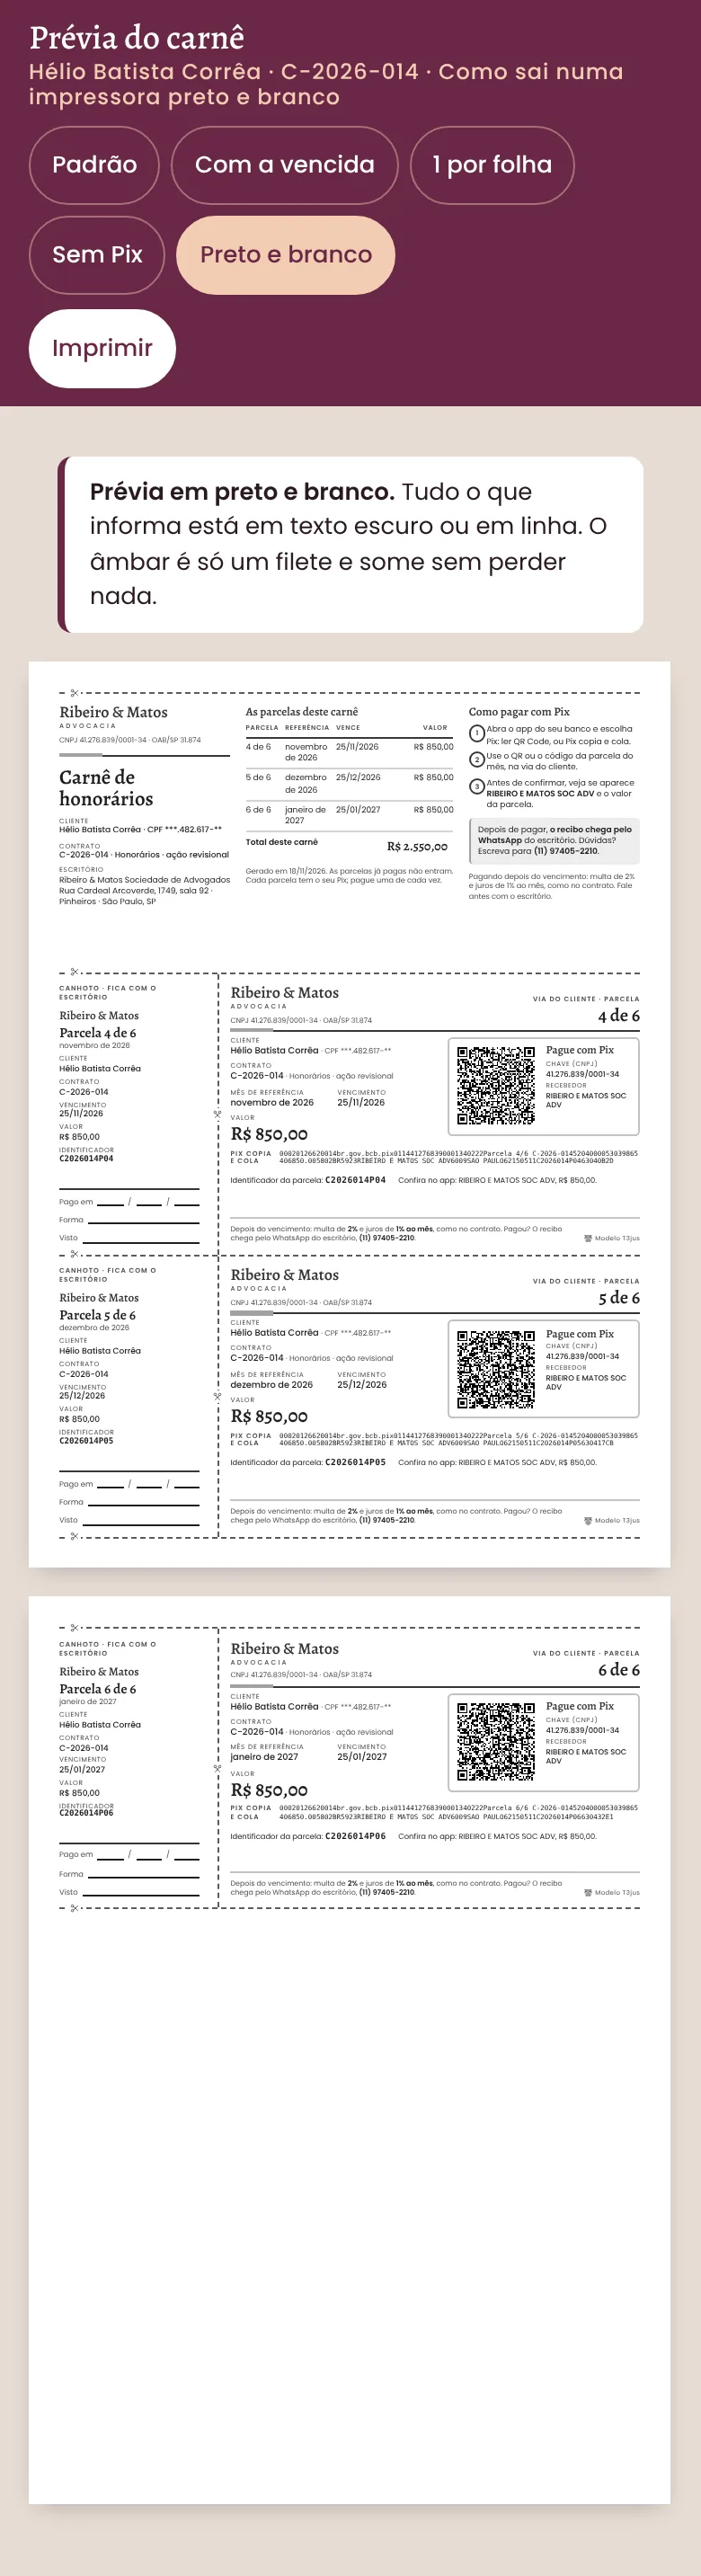 Prévia do carnê
Hélio Batista Corrêa · C-2026-014 · Como sai numa
impressora preto e branco
Padrão
Com a vencida
1 por folha
Sem Pix
Preto e branco
Imprimir
Prévia em preto e branco. Tudo o que
informa está em texto escuro ou em linha. O
âmbar é só um filete e some sem perder
nada.
Ribeiro & Matos
ADVOCACIA
CNPJ 41.276.839/0001-34 · OAB/SP 31.874
Carnê de
honorários
CLIENTE
Hélio Batista Corrêa · CPF ***.482.617-**
CONTRATO
C-2026-014 · Honorários · ação revisional
ESCRITÓRIO
Ribeiro & Matos Sociedade de Advogados
Rua Cardeal Arcoverde, 1749, sala 92 ·
Pinheiros · São Paulo, SP
As parcelas deste carnê
PARCELA REFERÊNCIA VENCE VALOR
4 de 6 novembro 25/11/2026 R$ 850,00
de 2026
5 de 6 dezembro 25/12/2026 R$ 850,00
de 2026
6 de 6 janeiro de 25/01/2027 R$ 850,00
2027
Total deste carnê R$ 2.550,00
Gerado em 18/11/2026. As parcelas já pagas não entram.
Cada parcela tem o seu Pix; pague uma de cada vez.
Como pagar com Pix
1 Abra o app do seu banco e escolha
Pix: ler QR Code, ou Pix copia e cola.
2 Use o QR ou o código da parcela do
mês, na via do cliente.
3 Antes de confirmar, veja se aparece
RIBEIRO E MATOS SOC ADV e o valor
da parcela.
Depois de pagar, o recibo chega pelo
WhatsApp do escritório. Dúvidas?
Escreva para (11) 97405-2210.
Pagando depois do vencimento: multa de 2%
e juros de 1% ao mês, como no contrato. Fale
antes com o escritório.
CANHOTO · FICA COM O
ESCRITÓRIO
Ribeiro & Matos
Parcela 4 de 6
novembro de 2026
CLIENTE
Hélio Batista Corrêa
CONTRATO
C-2026-014
VENCIMENTO
25/11/2026
VALOR
R$ 850,00
IDENTIFICADOR
C2026014P04
Pago em / /
Forma
Visto
Ribeiro & Matos
ADVOCACIA
CNPJ 41.276.839/0001-34 · OAB/SP 31.874
VIA DO CLIENTE · PARCELA
4 de 6
CLIENTE
Hélio Batista Corrêa · CPF ***.482.617-**
CONTRATO
C-2026-014 · Honorários · ação revisional
MÊS DE REFERÊNCIA VENCIMENTO
novembro de 2026 25/11/2026
VALOR
R$ 850,00
Pague com Pix
CHAVE (CNPJ)
41.276.839/0001-34
RECEBEDOR
RIBEIRO E MATOS SOC
ADV
PIX COPIA
E COLA
Identificador da parcela: C2026014P04 Confira no app: RIBEIRO E MATOS SOC ADV, R$ 850,00.
Depois do vencimento: multa de 2% e juros de 1% ao mês, como no contrato. Pagou? O recibo
chega pelo WhatsApp do escritório, (11) 97405-2210.
Modelo T3jus
CANHOTO · FICA COM O
ESCRITÓRIO
Ribeiro & Matos
Parcela 5 de 6
dezembro de 2026
CLIENTE
Hélio Batista Corrêa
CONTRATO
C-2026-014
VENCIMENTO
25/12/2026
VALOR
R$ 850,00
IDENTIFICADOR
C2026014P05
Pago em / /
Forma
Visto
Ribeiro & Matos
ADVOCACIA
CNPJ 41.276.839/0001-34 · OAB/SP 31.874
VIA DO CLIENTE · PARCELA
5 de 6
CLIENTE
Hélio Batista Corrêa · CPF ***.482.617-**
CONTRATO
C-2026-014 · Honorários · ação revisional
MÊS DE REFERÊNCIA VENCIMENTO
dezembro de 2026 25/12/2026
VALOR
R$ 850,00
Pague com Pix
CHAVE (CNPJ)
41.276.839/0001-34
RECEBEDOR
RIBEIRO E MATOS SOC
ADV
PIX COPIA
E COLA
Identificador da parcela: C2026014P05 Confira no app: RIBEIRO E MATOS SOC ADV, R$ 850,00.
Depois do vencimento: multa de 2% e juros de 1% ao mês, como no contrato. Pagou? O recibo
chega pelo WhatsApp do escritório, (11) 97405-2210.
Modelo T3jus
CANHOTO · FICA COM O
ESCRITÓRIO
Ribeiro & Matos
Parcela 6 de 6
janeiro de 2027
CLIENTE
Hélio Batista Corrêa
CONTRATO
C-2026-014
VENCIMENTO
25/01/2027
VALOR
R$ 850,00
IDENTIFICADOR
C2026014P06
Pago em / /
Forma
Visto
Ribeiro & Matos
ADVOCACIA
CNPJ 41.276.839/0001-34 · OAB/SP 31.874
VIA DO CLIENTE · PARCELA
6 de 6
CLIENTE
Hélio Batista Corrêa · CPF ***.482.617-**
CONTRATO
C-2026-014 · Honorários · ação revisional
MÊS DE REFERÊNCIA VENCIMENTO
janeiro de 2027 25/01/2027
VALOR
R$ 850,00
Pague com Pix
CHAVE (CNPJ)
41.276.839/0001-34
RECEBEDOR
RIBEIRO E MATOS SOC
ADV
PIX COPIA
E COLA
Identificador da parcela: C2026014P06 Confira no app: RIBEIRO E MATOS SOC ADV, R$ 850,00.
Depois do vencimento: multa de 2% e juros de 1% ao mês, como no contrato. Pagou? O recibo
chega pelo WhatsApp do escritório, (11) 97405-2210.
Modelo T3jus